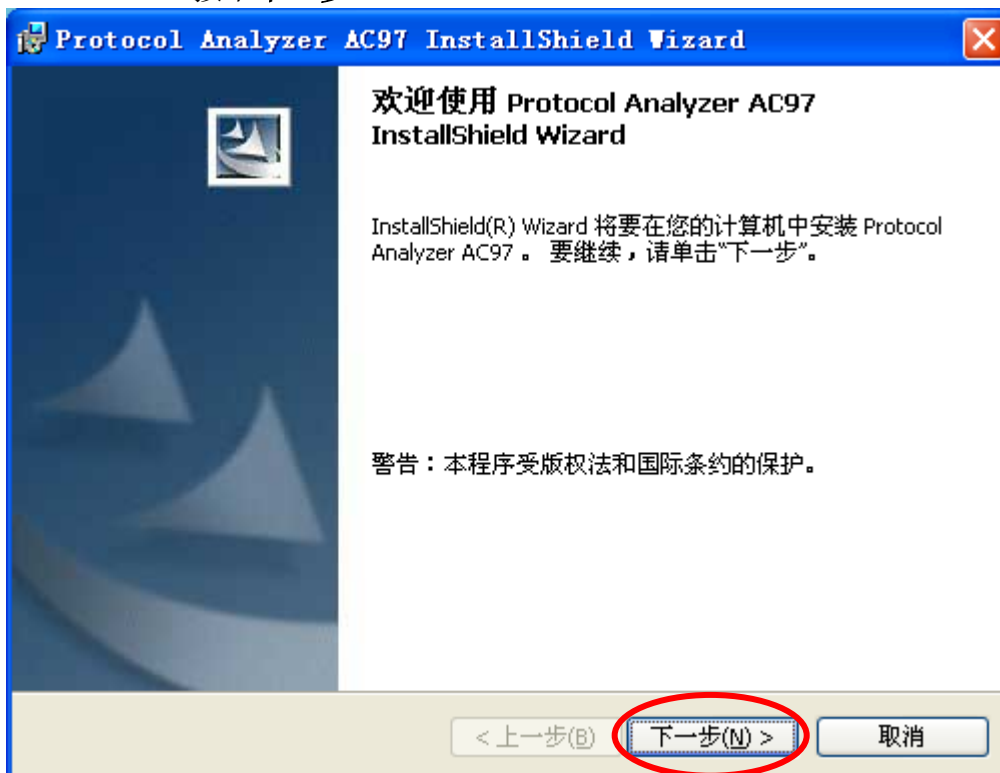 Protocol Analyzer AC97 InstallShield Wizard
欢迎使用 Protocol Analyzer AC97
InstallShield Wizard
InstallShield(R) Wizard 将要在您的计算机中安装 Protocol
Analyzer AC97 。 要继续，请单击“下一步”。
警告：本程序受版权法和国际条约的保护。
<上一步(B)
下一步(N) >
取消